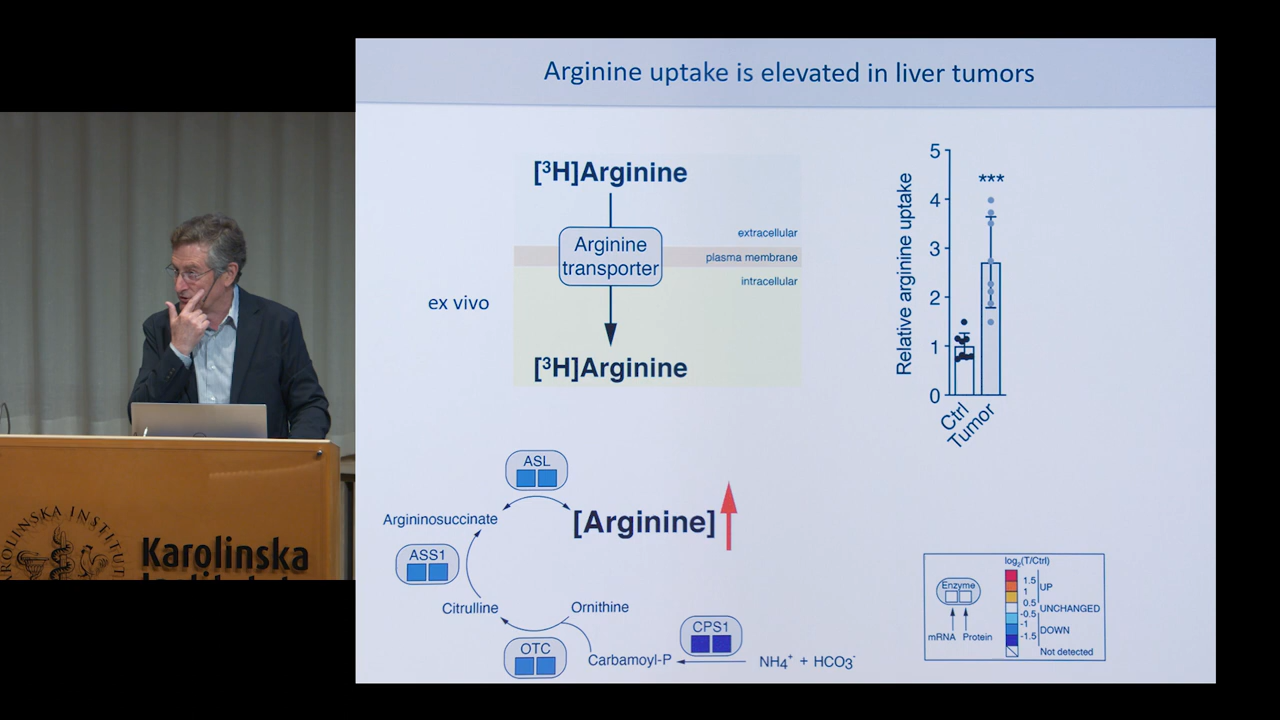 Arginine uptake is elevated in liver tumors
[³H]Arginine
Arginine
transporter
extracellular
plasma membrane
intracellular
ex vivo
[³H]Arginine
Relative arginine uptake
5
4
3
2
1
0
***
Ctrl
Tumor
ASL
Argininosuccinate
[Arginine]
ASS1
Citrulline
Ornithine
OTC
CPS1
Carbamoyl-P
NH4⁺ + HCO3⁻
log₂(T/Ctrl)
Enzyme
mRNA
Protein
1.5
1
0.5
-0.5
-1
-1.5
UP
UNCHANGED
DOWN
Not detected
Karolinska